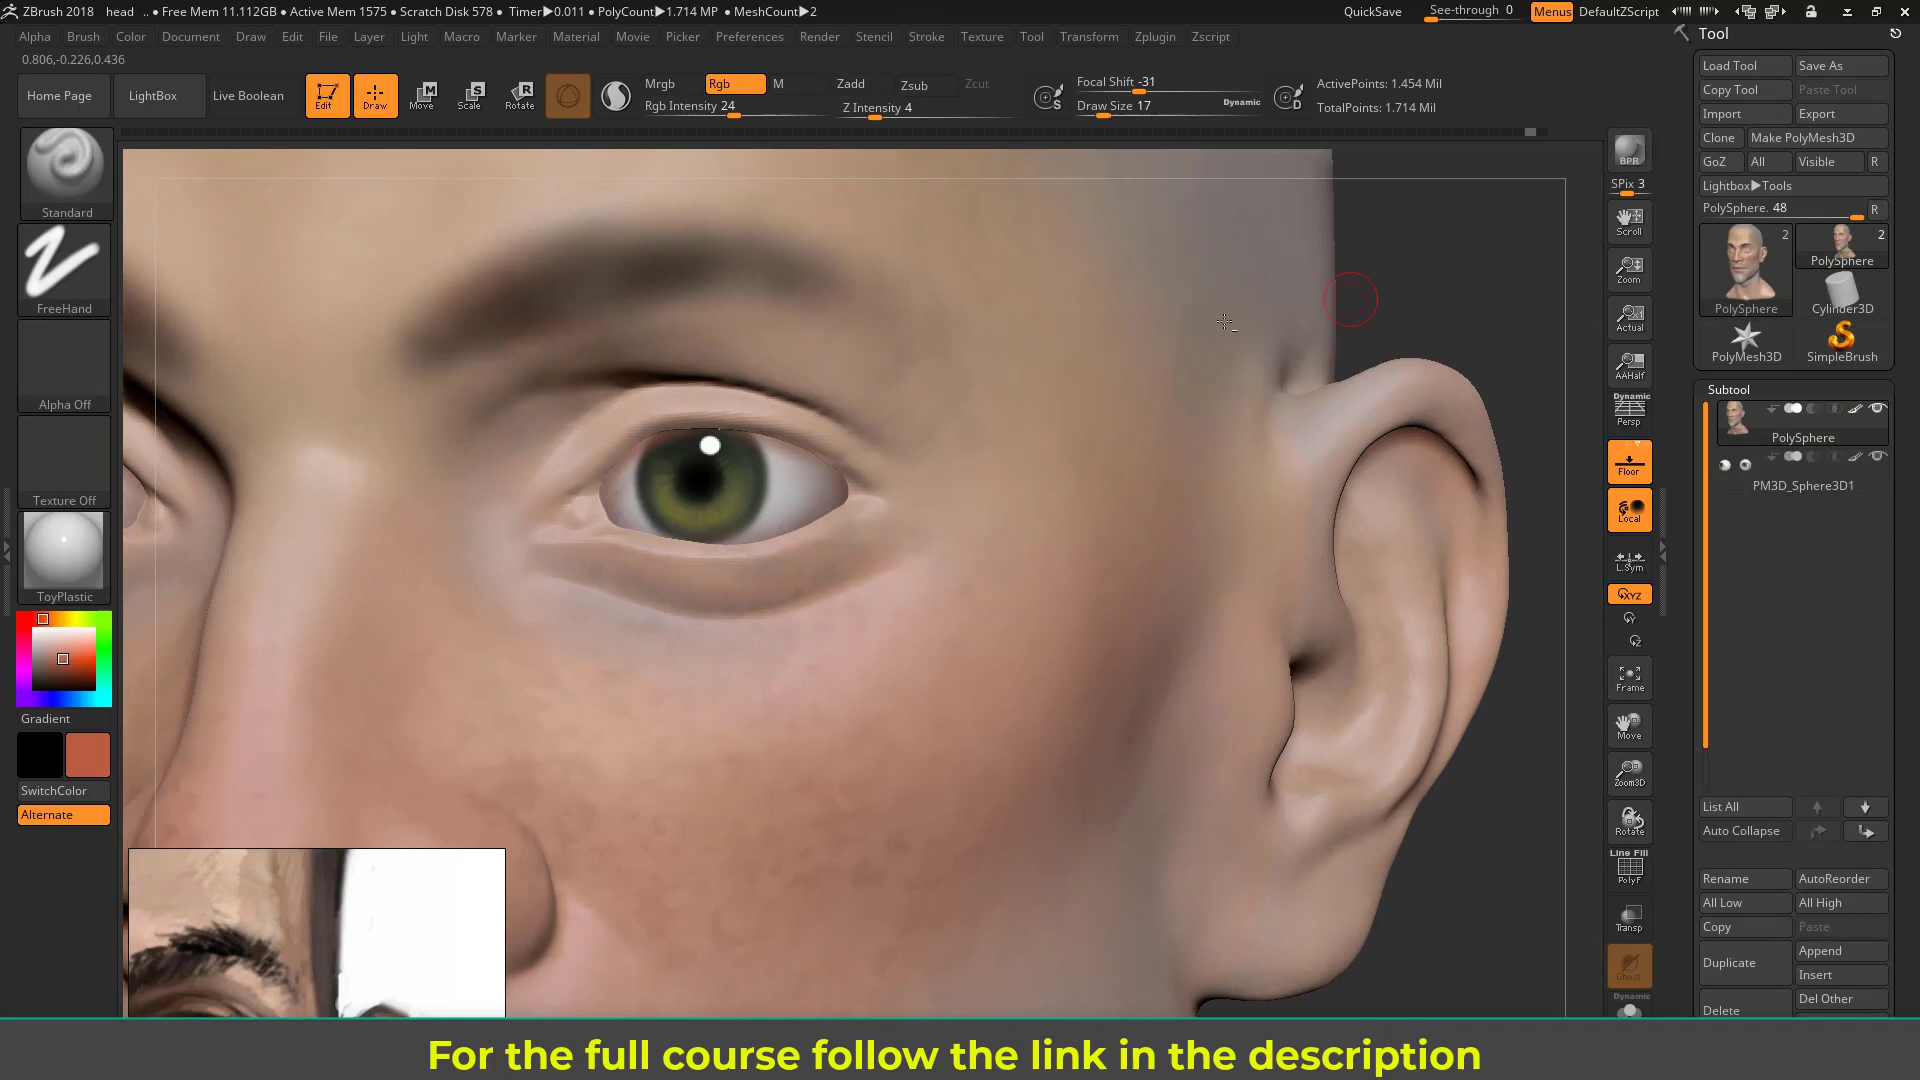 ZBrush 2018 head .. • Free Mem 11.112GB • Active Mem 1575 • Scratch Disk 578 • Timer▶0.011 • PolyCount▶1.714 MP • MeshCount▶2
QuickSave See-through 0 Menus DefaultZScript
Alpha Brush Color Document Draw Edit File Layer Light Macro Marker Material Movie Picker Preferences Render Stencil Stroke Texture Tool Transform Zplugin Zscript
0.806,-0.226,0.436
Home Page LightBox Live Boolean Edit Draw Move Scale Rotate
Mrgb Rgb M Zadd Zsub Zcut
Rgb Intensity 24 Z Intensity 4
Focal Shift -31
Draw Size 17 Dynamic
S D
ActivePoints: 1.454 Mil
TotalPoints: 1.714 Mil
Standard
FreeHand
Alpha Off
Texture Off
ToyPlastic
Gradient
SwitchColor
Alternate
BPR
SPix 3
Scroll
Zoom
Actual
AAHalf
Dynamic
Persp
Floor
Local
L.Sym
XYZ
Y
Z
Frame
Move
Zoom3D
Rotate
Line Fill
PolyF
Transp
Ghost
Dynamic
Tool
Load Tool Save As
Copy Tool Paste Tool
Import Export
Clone Make PolyMesh3D
GoZ All Visible R
Lightbox▶Tools
PolySphere. 48 R
2 2
PolySphere
PolySphere Cylinder3D
PolyMesh3D SimpleBrush
Subtool
PolySphere
PM3D_Sphere3D1
List All
Auto Collapse
Rename AutoReorder
All Low All High
Copy Paste
Duplicate Append
Insert
Delete Del Other
For the full course follow the link in the description